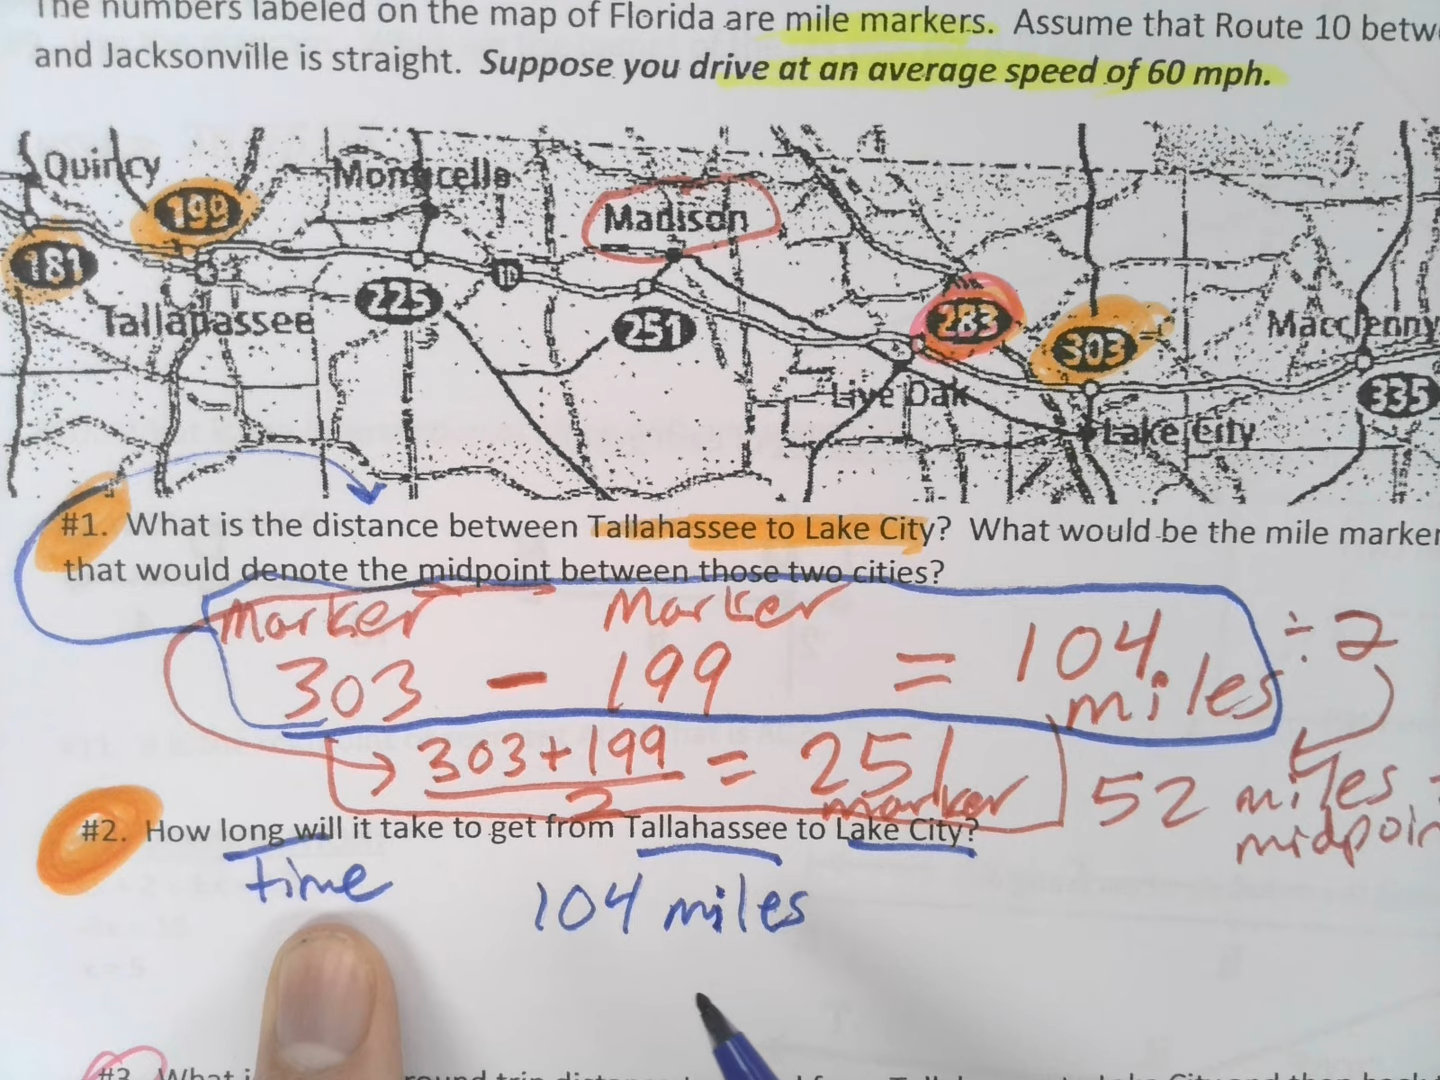 The numbers labeled on the map of Florida are mile markers. Assume that Route 10
and Jacksonville is straight. Suppose you drive at an average speed of 60 mph.
Quincy
199
Monticello
Madison
181
Tallahassee
225
10
251
283
303
Macclenny
335
Live Oak
Lake City
#1. What is the distance between Tallahassee to Lake City? What would be the mile marker
that would denote the midpoint between those two cities?
Marker Marker
303 - 199 = 104 miles ÷ 2
303+199 / 2 = 251 marker
52 miles
#2. How long will it take to get from Tallahassee to Lake City?
time 104 miles
#3. What